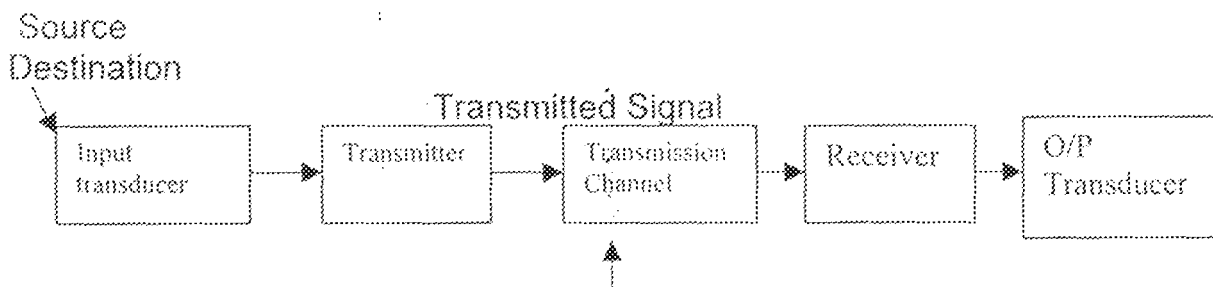 Source
Destination
Transmitted Signal
Input
transducer
Transmitter
Transmission
Channel
Receiver
O/P
Transducer